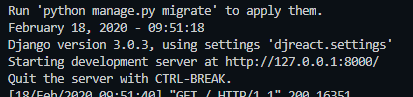 Run 'python manage.py migrate' to apply them.
February 18, 2020 - 09:51:18
Django version 3.0.3, using settings 'djreact.settings'
Starting development server at http://127.0.0.1:8000/
Quit the server with CTRL-BREAK.
[18/Feb/2020 09:51:40] "GET / HTTP/1.1" 200 16351